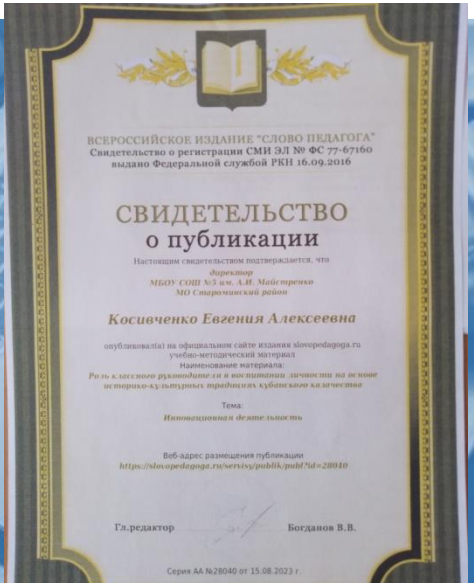 ВСЕРОССИЙСКОЕ ИЗДАНИЕ "СЛОВО ПЕДАГОГА"
Свидетельство о регистрации СМИ ЭЛ № ФС 77-67160
выдано Федеральной службой РКН 16.09.2016
СВИДЕТЕЛЬСТВО
о публикации
Настоящим свидетельством подтверждается, что
директор
МБОУ СОШ №5 им. А.И. Майстренко
МО Староминский район
Косивченко Евгения Алексеевна
опубликовал(а) на официальном сайте издания slovopedagoga.ru
учебно-методический материал
Наименование материала:
Роль классного руководителя в воспитании личности на основе
историко-культурных традициях кубанского казачества
Тема:
Инновационная деятельность
Веб-адрес размещения публикации
https://slovopedagoga.ru/servisy/publik/publ?id=28040
Гл.редактор Богданов В.В.
Серия АА №28040 от 15.08.2023 г.